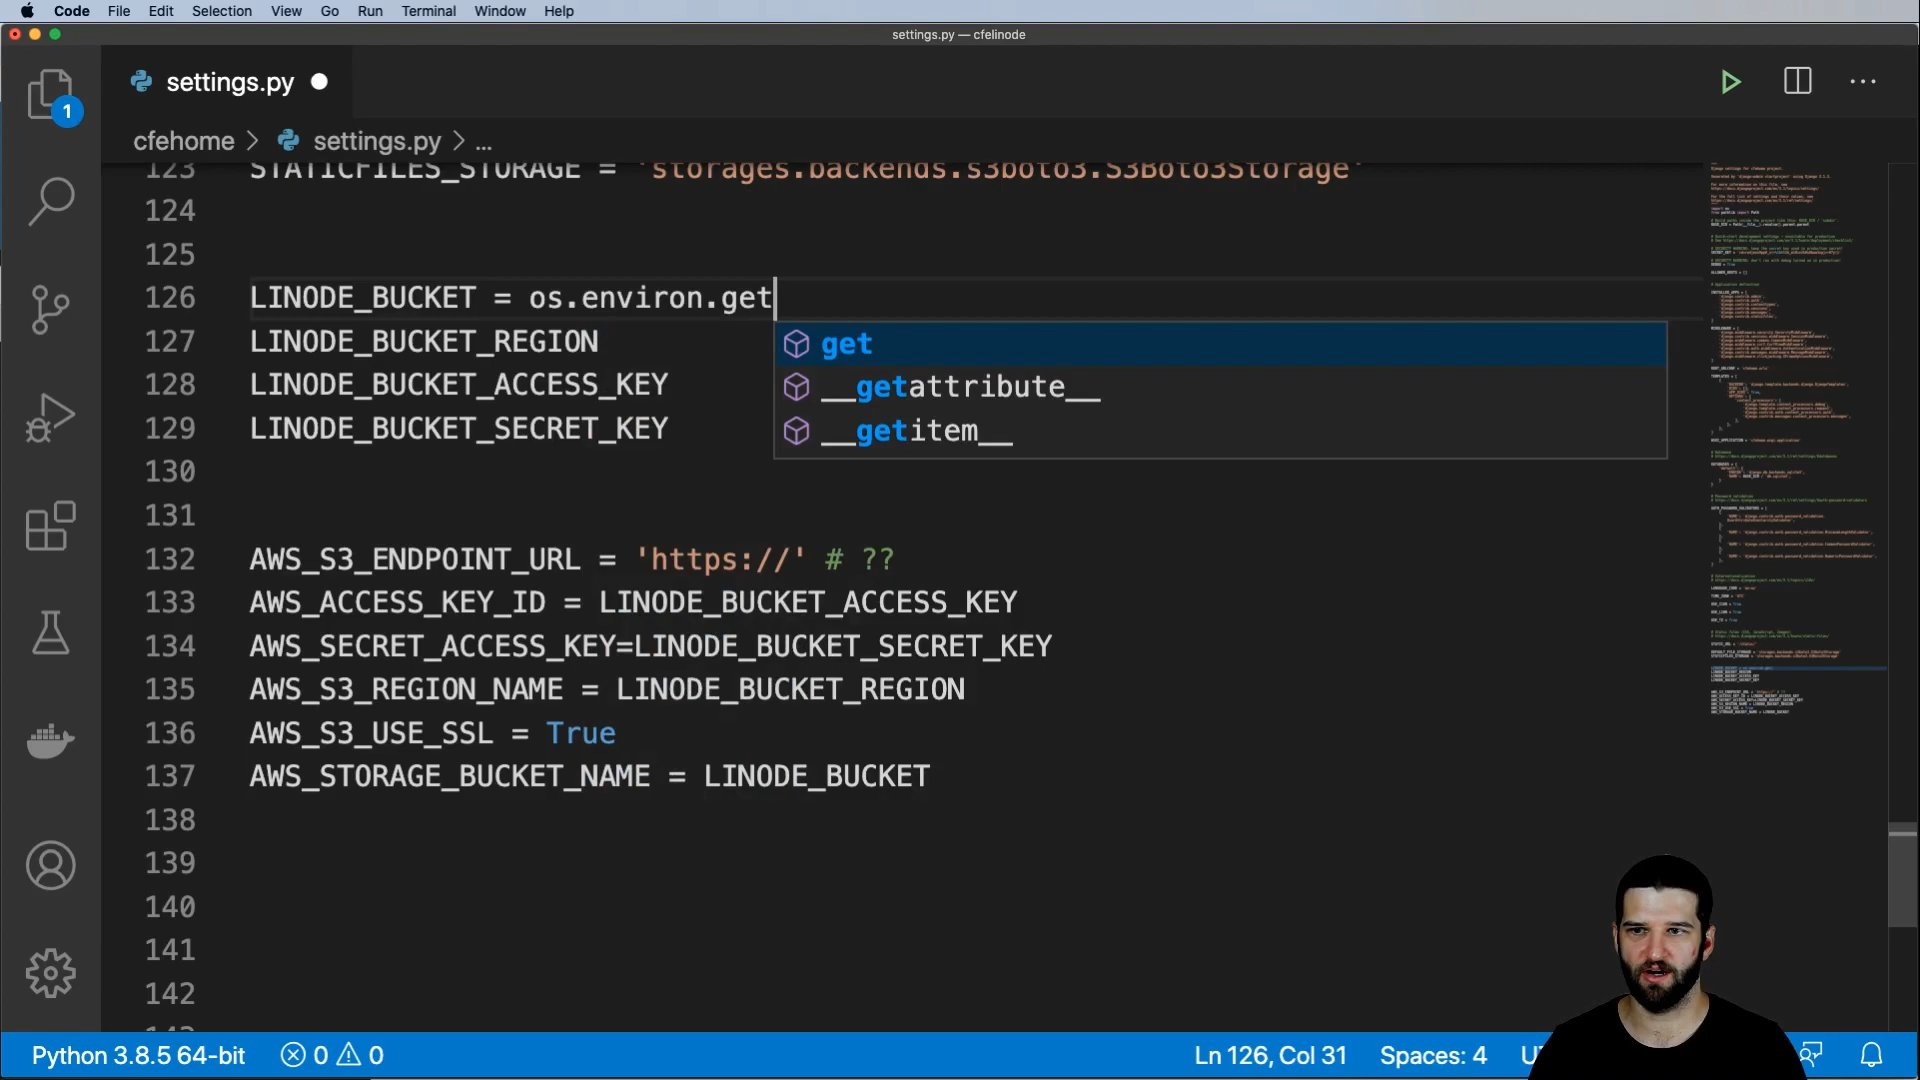 Code File Edit Selection View Go Run Terminal Window Help
settings.py — cfelinode
settings.py
1
cfehome > settings.py > ...
123 STATICFILES_STORAGE = 'storages.backends.s3boto3.S3Boto3Storage'
124
125
126 LINODE_BUCKET = os.environ.get
get
127 LINODE_BUCKET_REGION
__getattribute__
128 LINODE_BUCKET_ACCESS_KEY
__getitem__
129 LINODE_BUCKET_SECRET_KEY
130
131
132 AWS_S3_ENDPOINT_URL = 'https://' # ??
133 AWS_ACCESS_KEY_ID = LINODE_BUCKET_ACCESS_KEY
134 AWS_SECRET_ACCESS_KEY=LINODE_BUCKET_SECRET_KEY
135 AWS_S3_REGION_NAME = LINODE_BUCKET_REGION
136 AWS_S3_USE_SSL = True
137 AWS_STORAGE_BUCKET_NAME = LINODE_BUCKET
138
139
140
141
142
Python 3.8.5 64-bit 0 0 Ln 126, Col 31 Spaces: 4